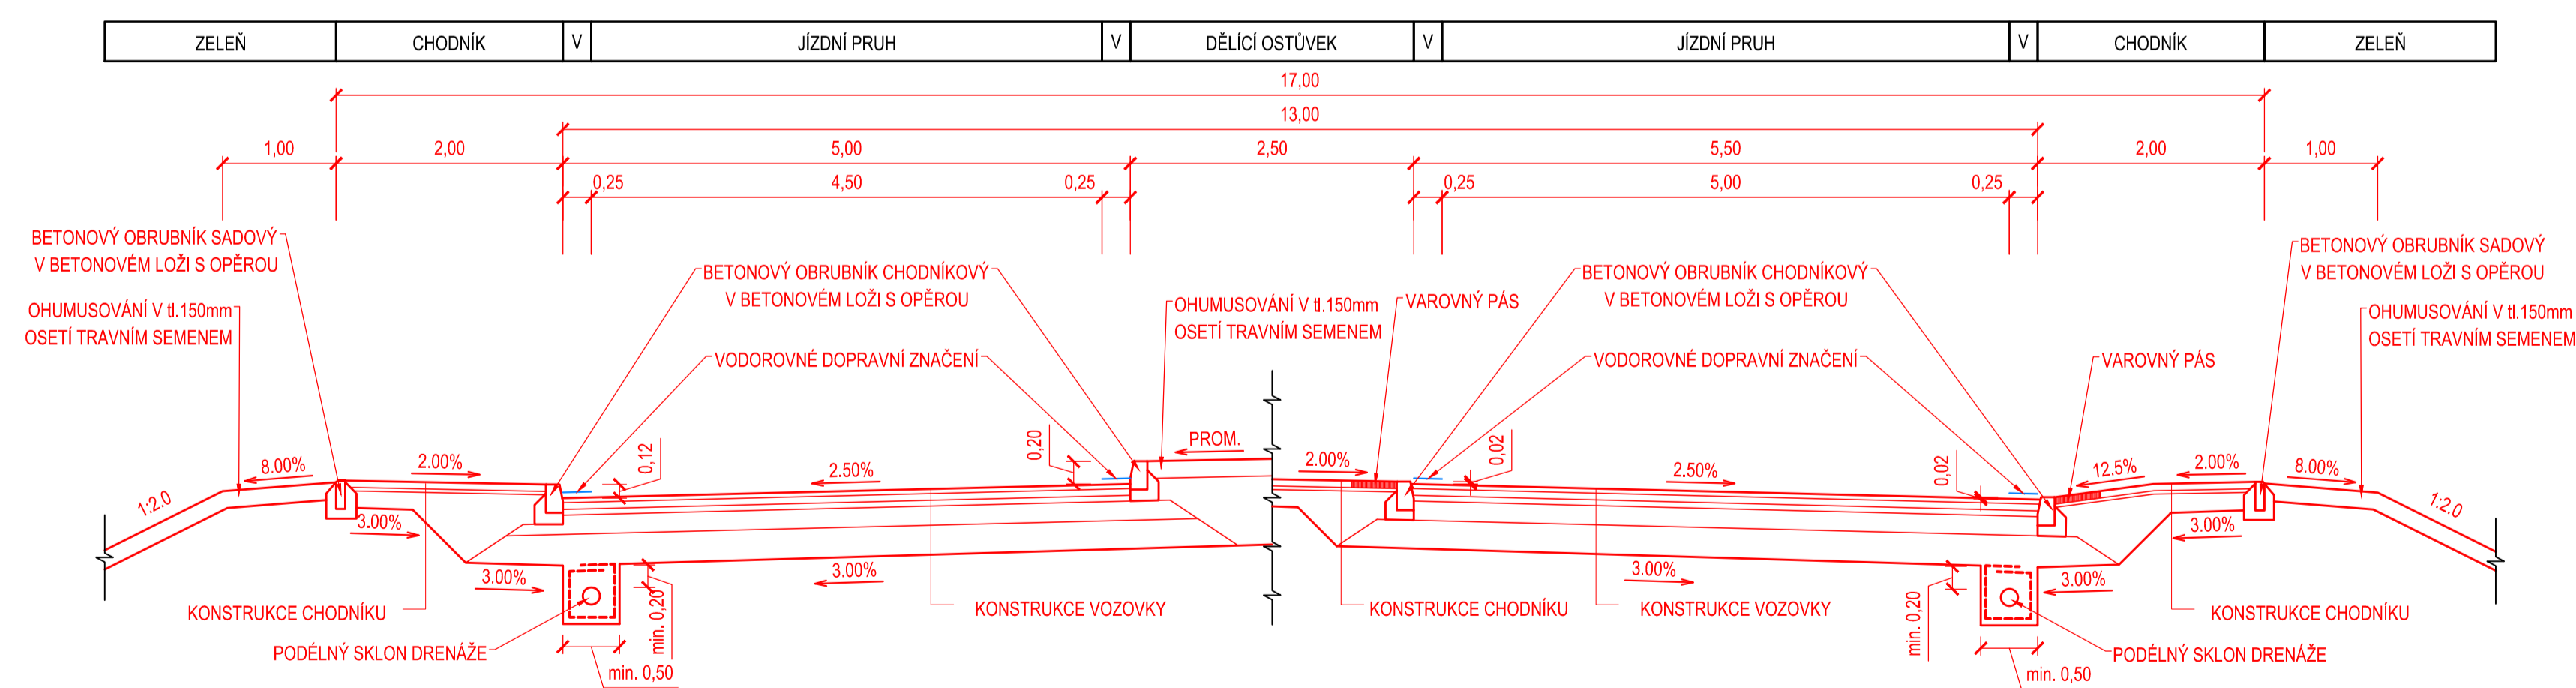 ZELEŇ CHODNÍK V JÍZDNÍ PRUH V DĚLÍCÍ OSTŮVEK V JÍZDNÍ PRUH V CHODNÍK ZELEŇ
17,00
13,00
1,00 2,00 5,00 2,50 5,50 2,00 1,00
0,25 4,50 0,25 0,25 5,00 0,25
BETONOVÝ OBRUBNÍK SADOVÝ
V BETONOVÉM LOŽI S OPĚROU
BETONOVÝ OBRUBNÍK CHODNÍKOVÝ
V BETONOVÉM LOŽI S OPĚROU
BETONOVÝ OBRUBNÍK CHODNÍKOVÝ
V BETONOVÉM LOŽI S OPĚROU
BETONOVÝ OBRUBNÍK SADOVÝ
V BETONOVÉM LOŽI S OPĚROU
OHUMUSOVÁNÍ V tl.150mm
OSETÍ TRAVNÍM SEMENEM
OHUMUSOVÁNÍ V tl.150mm
OSETÍ TRAVNÍM SEMENEM
VAROVNÝ PÁS
OHUMUSOVÁNÍ V tl.150mm
OSETÍ TRAVNÍM SEMENEM
VODOROVNÉ DOPRAVNÍ ZNAČENÍ
VODOROVNÉ DOPRAVNÍ ZNAČENÍ
VAROVNÝ PÁS
1:2.0
8.00%
2.00%
0,12
2.50%
0,20
PROM.
2.00%
0,02
2.50%
0,02
12.5%
2.00%
8.00%
1:2.0
3.00%
3.00%
3.00%
3.00%
3.00%
3.00%
min. 0,20
min. 0,20
KONSTRUKCE CHODNÍKU
KONSTRUKCE VOZOVKY
KONSTRUKCE CHODNÍKU
KONSTRUKCE VOZOVKY
KONSTRUKCE CHODNÍKU
PODÉLNÝ SKLON DRENÁŽE
PODÉLNÝ SKLON DRENÁŽE
min. 0,50
min. 0,50